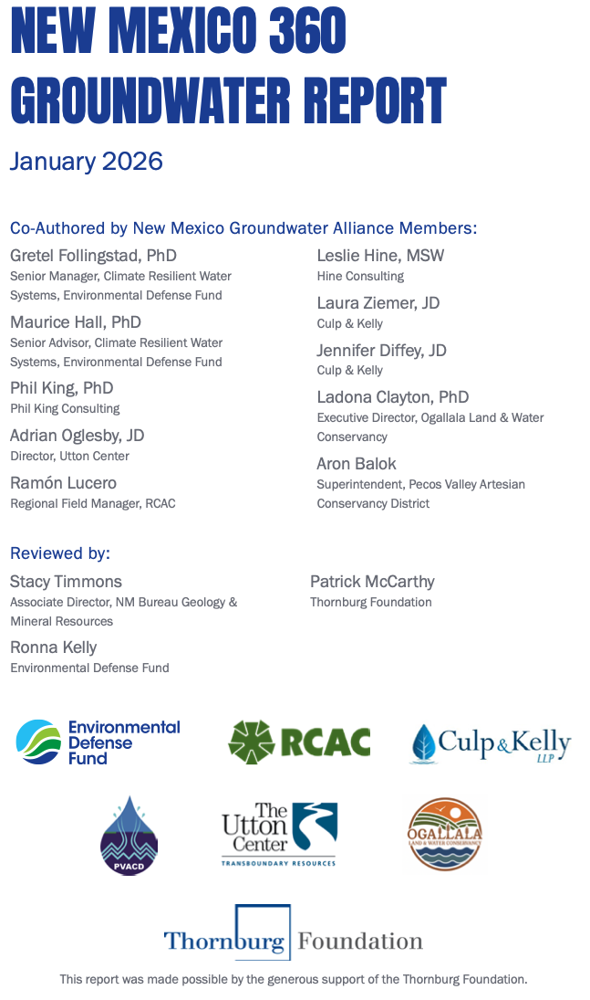 NEW MEXICO 360
GROUNDWATER REPORT
January 2026
Co-Authored by New Mexico Groundwater Alliance Members:
Gretel Follingstad, PhD
Senior Manager, Climate Resilient Water
Systems, Environmental Defense Fund
Maurice Hall, PhD
Senior Advisor, Climate Resilient Water
Systems, Environmental Defense Fund
Phil King, PhD
Phil King Consulting
Adrian Oglesby, JD
Director, Utton Center
Ramón Lucero
Regional Field Manager, RCAC
Leslie Hine, MSW
Hine Consulting
Laura Ziemer, JD
Culp & Kelly
Jennifer Diffey, JD
Culp & Kelly
Ladona Clayton, PhD
Executive Director, Ogallala Land & Water
Conservancy
Aron Balok
Superintendent, Pecos Valley Artesian
Conservancy District
Reviewed by:
Stacy Timmons
Associate Director, NM Bureau Geology &
Mineral Resources
Ronna Kelly
Environmental Defense Fund
Patrick McCarthy
Thornburg Foundation
Environmental
Defense
Fund
RCAC
Culp & Kelly
LLP
PVACD
The
Utton
Center
TRANSBOUNDARY RESOURCES
OGALLALA
LAND & WATER CONSERVANCY
Thornburg Foundation
This report was made possible by the generous support of the Thornburg Foundation.